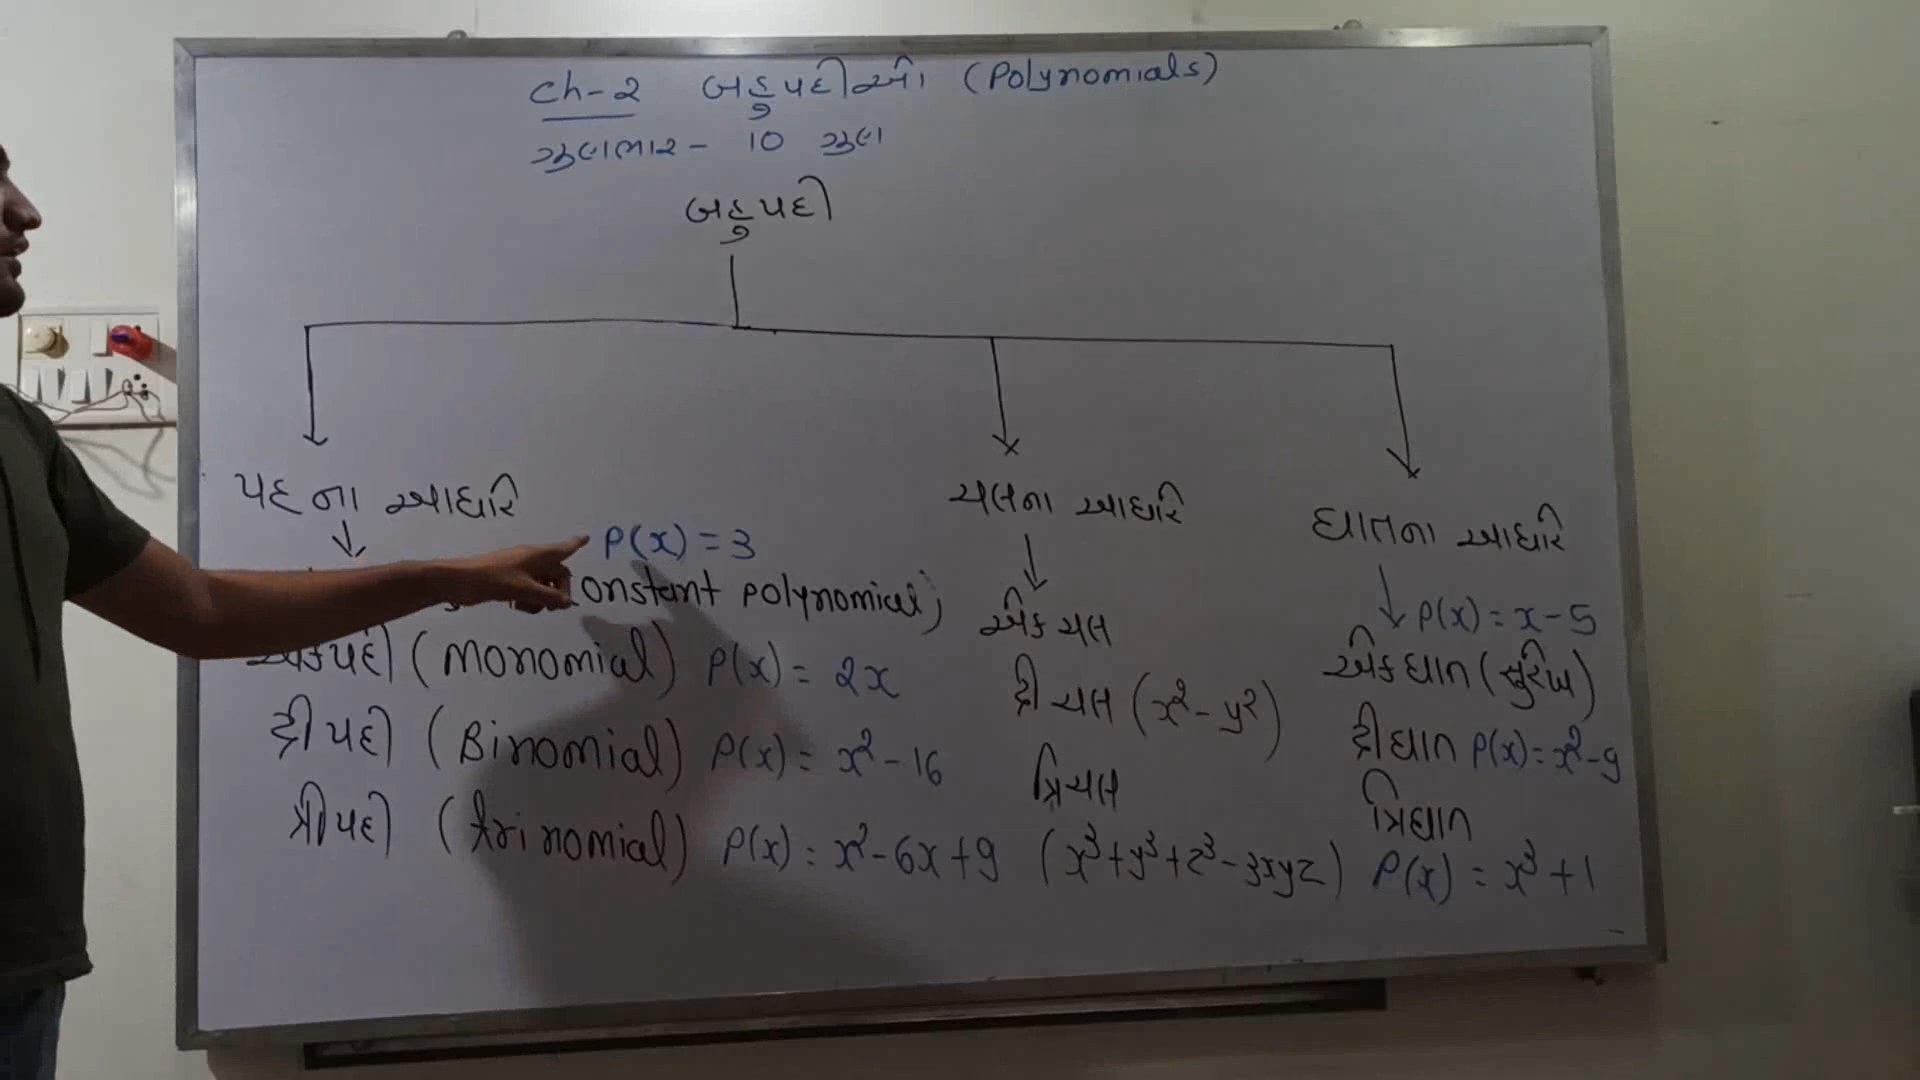 Ch-2 બહુપદીઓ (Polynomials)
ગુણભાર - 10 ગુણ
બહુપદી
પદના આધારે
P(x) = 3
onstant polynomial)
એકપદી (Monomial) P(x) = 2x
દ્રીપદી (Binomial) P(x) = x² - 16
ત્રીપદી (trinomial) P(x) = x² - 6x + 9
ચલના આધારે
એક ચલ
દ્રી ચલ (x² - y²)
ત્રિચલ
(x³ + y³ + z³ - 3xyz)
ઘાતના આધારે
P(x) = x - 5
એકઘાત (સુરેખ)
દ્રીઘાત P(x) = x² - 9
ત્રિઘાત
P(x) = x³ + 1